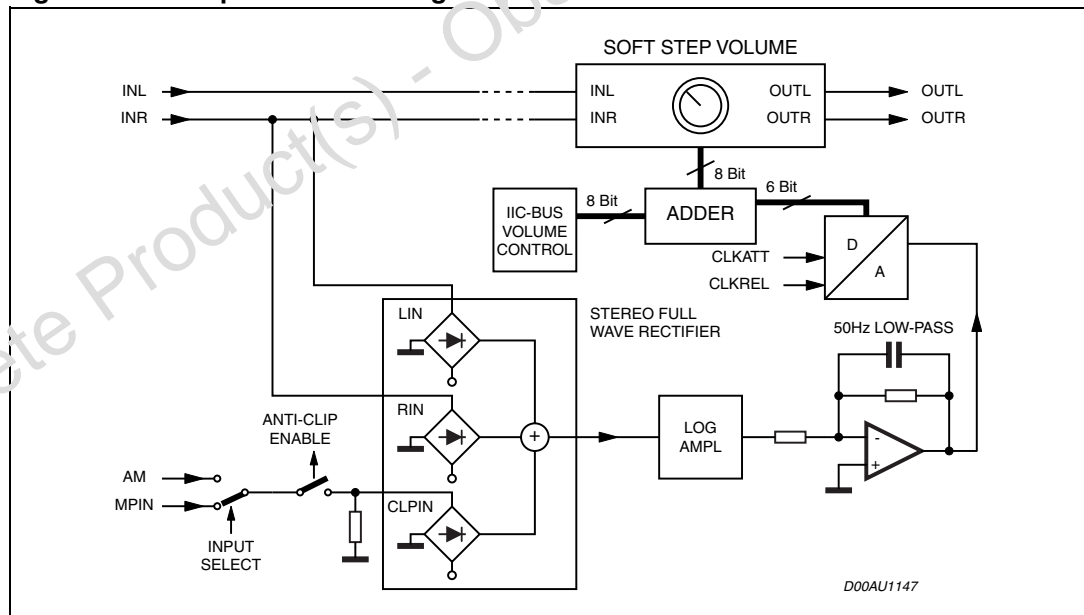 SOFT STEP VOLUME
INL
INL
OUTL
OUTL
INR
INR
OUTR
OUTR
8 Bit
6 Bit
8 Bit
IIC-BUS
VOLUME
CONTROL
ADDER
D
A
CLKATT
CLKREL
LIN
STEREO FULL
WAVE RECTIFIER
50Hz LOW-PASS
RIN
ANTI-CLIP
ENABLE
+
LOG
AMPL
-
+
AM
MPIN
CLPIN
INPUT
SELECT
D00AU1147
ete Product(s) - Obs